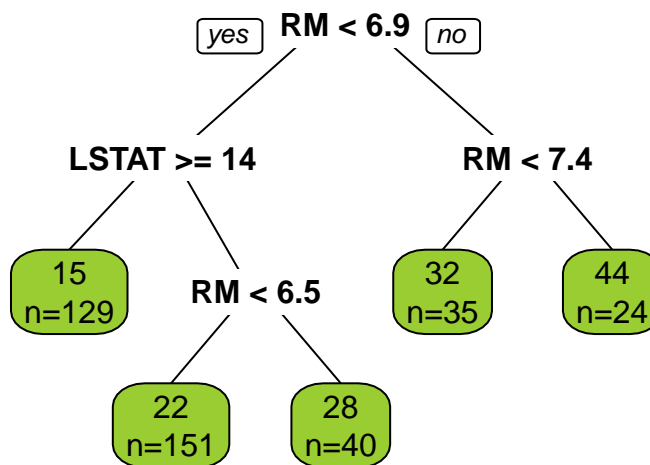 yes RM < 6.9 no
LSTAT >= 14 RM < 7.4
15
n=129
RM < 6.5
32
n=35
44
n=24
22
n=151
28
n=40